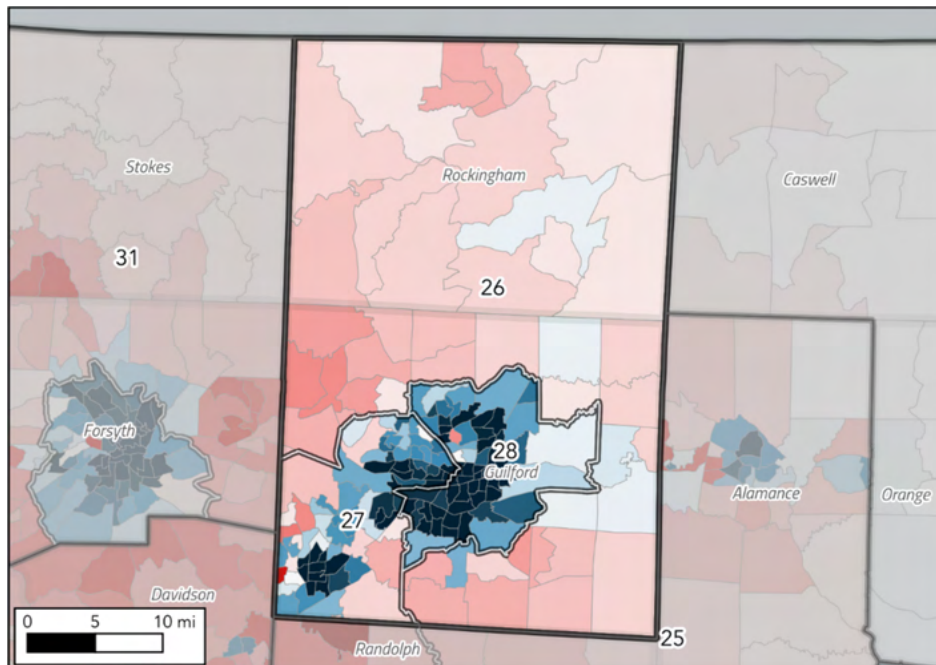 Stokes
Rockingham
Caswell
31
26
Forsyth
28
Guilford
27
Alamance
Orange
Davidson
0 5 10 mi
Randolph
25